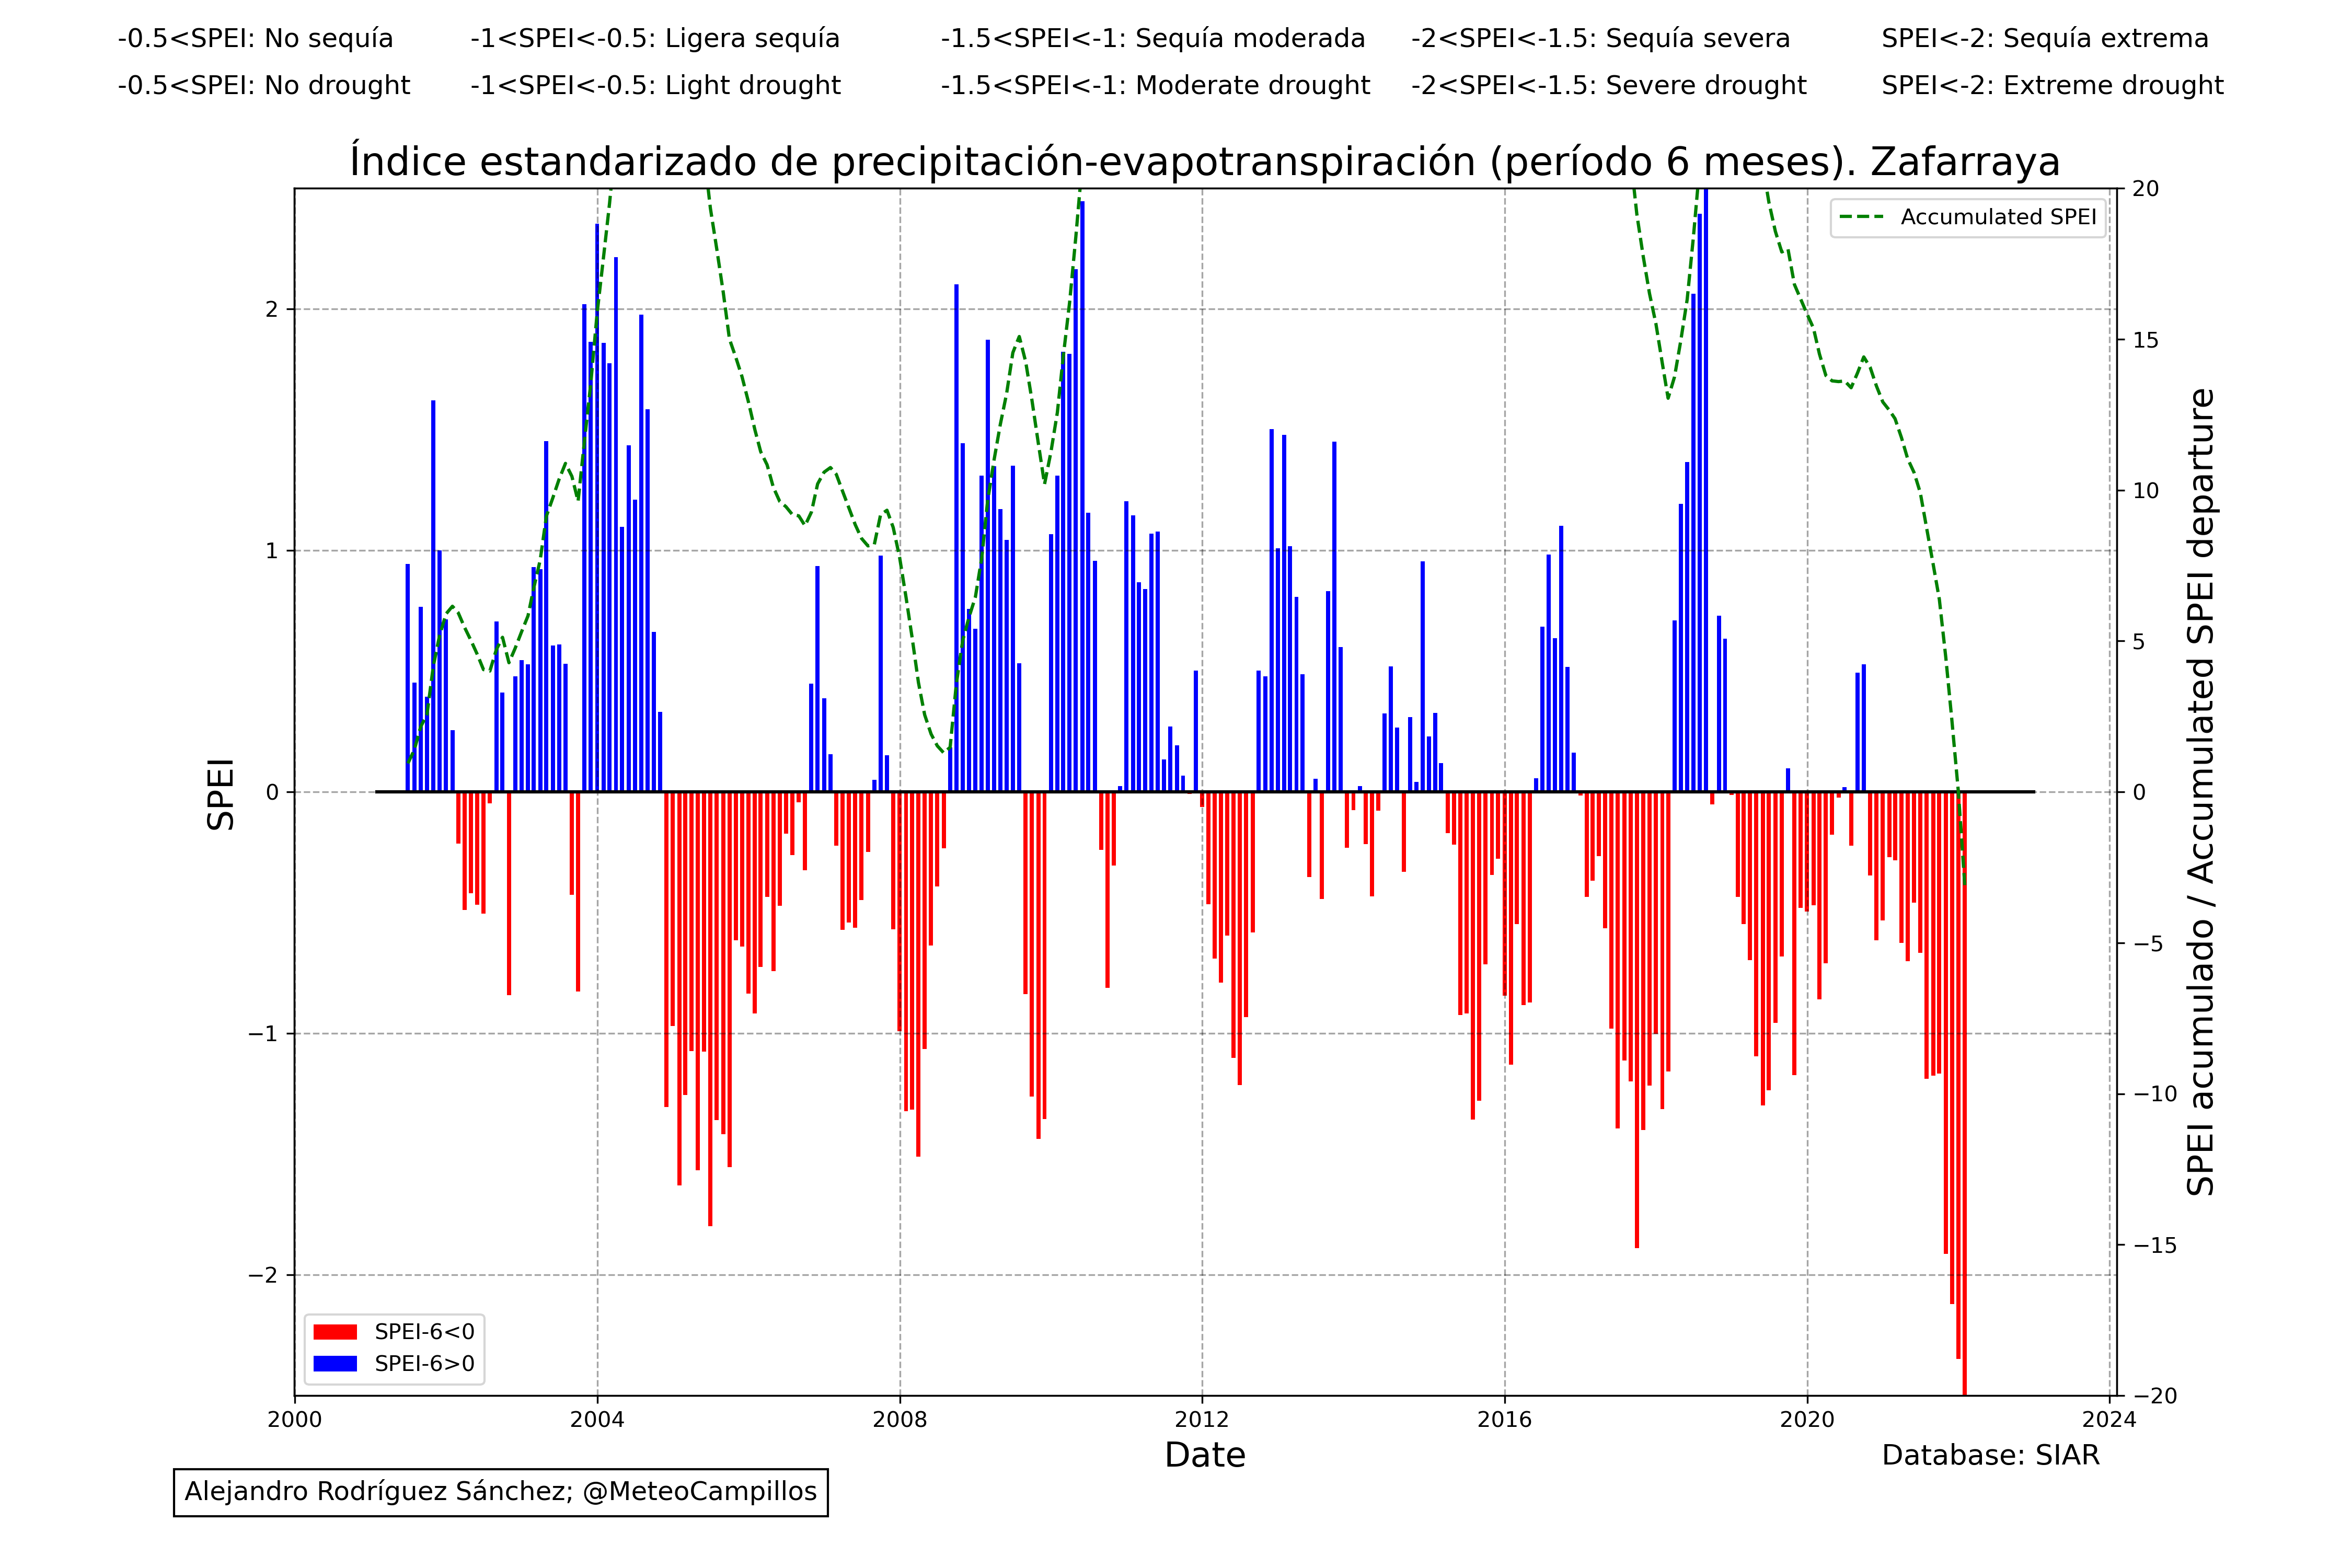 -0.5<SPEI: No sequía -1<SPEI<-0.5: Ligera sequía -1.5<SPEI<-1: Sequía moderada -2<SPEI<-1.5: Sequía severa SPEI<-2: Sequía extrema
-0.5<SPEI: No drought -1<SPEI<-0.5: Light drought -1.5<SPEI<-1: Moderate drought -2<SPEI<-1.5: Severe drought SPEI<-2: Extreme drought
Índice estandarizado de precipitación-evapotranspiración (período 6 meses). Zafarraya
Accumulated SPEI
SPEI
2
1
0
−1
−2
20
15
10
5
0
−5
−10
−15
−20
SPEI acumulado / Accumulated SPEI departure
SPEI-6<0
SPEI-6>0
2000 2004 2008 2012 2016 2020 2024
Date
Database: SIAR
Alejandro Rodríguez Sánchez; @MeteoCampillos